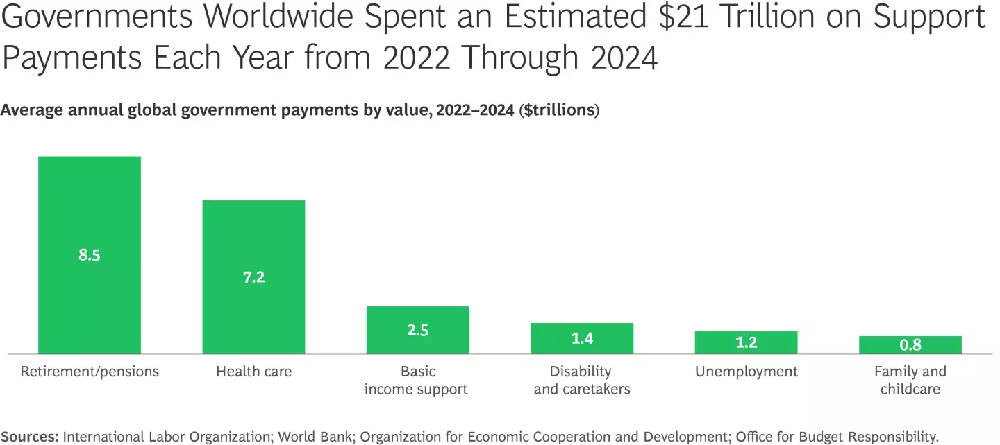 Governments Worldwide Spent an Estimated $21 Trillion on Support
Payments Each Year from 2022 Through 2024
Average annual global government payments by value, 2022–2024 ($trillions)
8.5
7.2
2.5
1.4
1.2
0.8
Retirement/pensions
Health care
Basic
income support
Disability
and caretakers
Unemployment
Family and
childcare
Sources: International Labor Organization; World Bank; Organization for Economic Cooperation and Development; Office for Budget Responsibility.